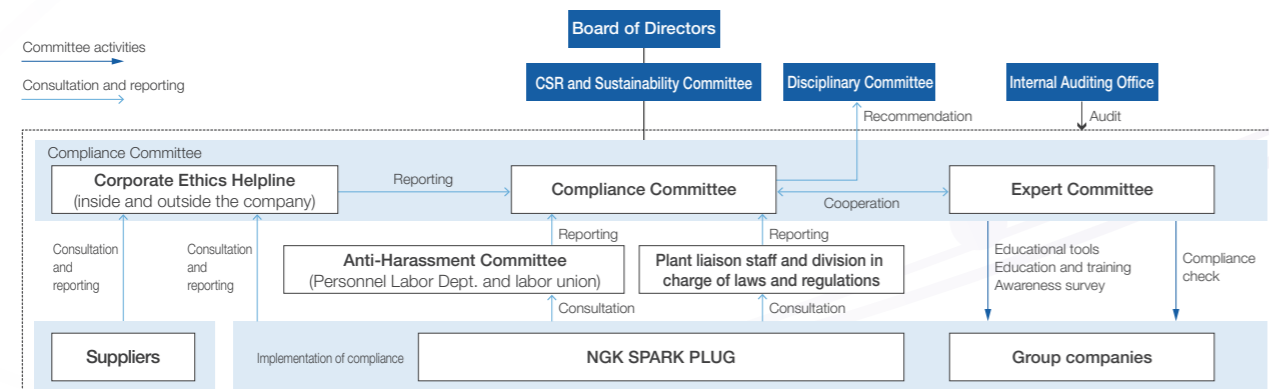 Board of Directors
Committee activities
Consultation and reporting
CSR and Sustainability Committee
Disciplinary Committee
Internal Auditing Office
Recommendation
Audit
Compliance Committee
Corporate Ethics Helpline
(inside and outside the company)
Reporting
Compliance Committee
Cooperation
Expert Committee
Consultation
and
reporting
Consultation
and
reporting
Reporting
Anti-Harassment Committee
(Personnel Labor Dept. and labor union)
Consultation
Reporting
Plant liaison staff and division in
charge of laws and regulations
Consultation
Educational tools
Education and training
Awareness survey
Compliance
check
Suppliers
Implementation of compliance
NGK SPARK PLUG
Group companies